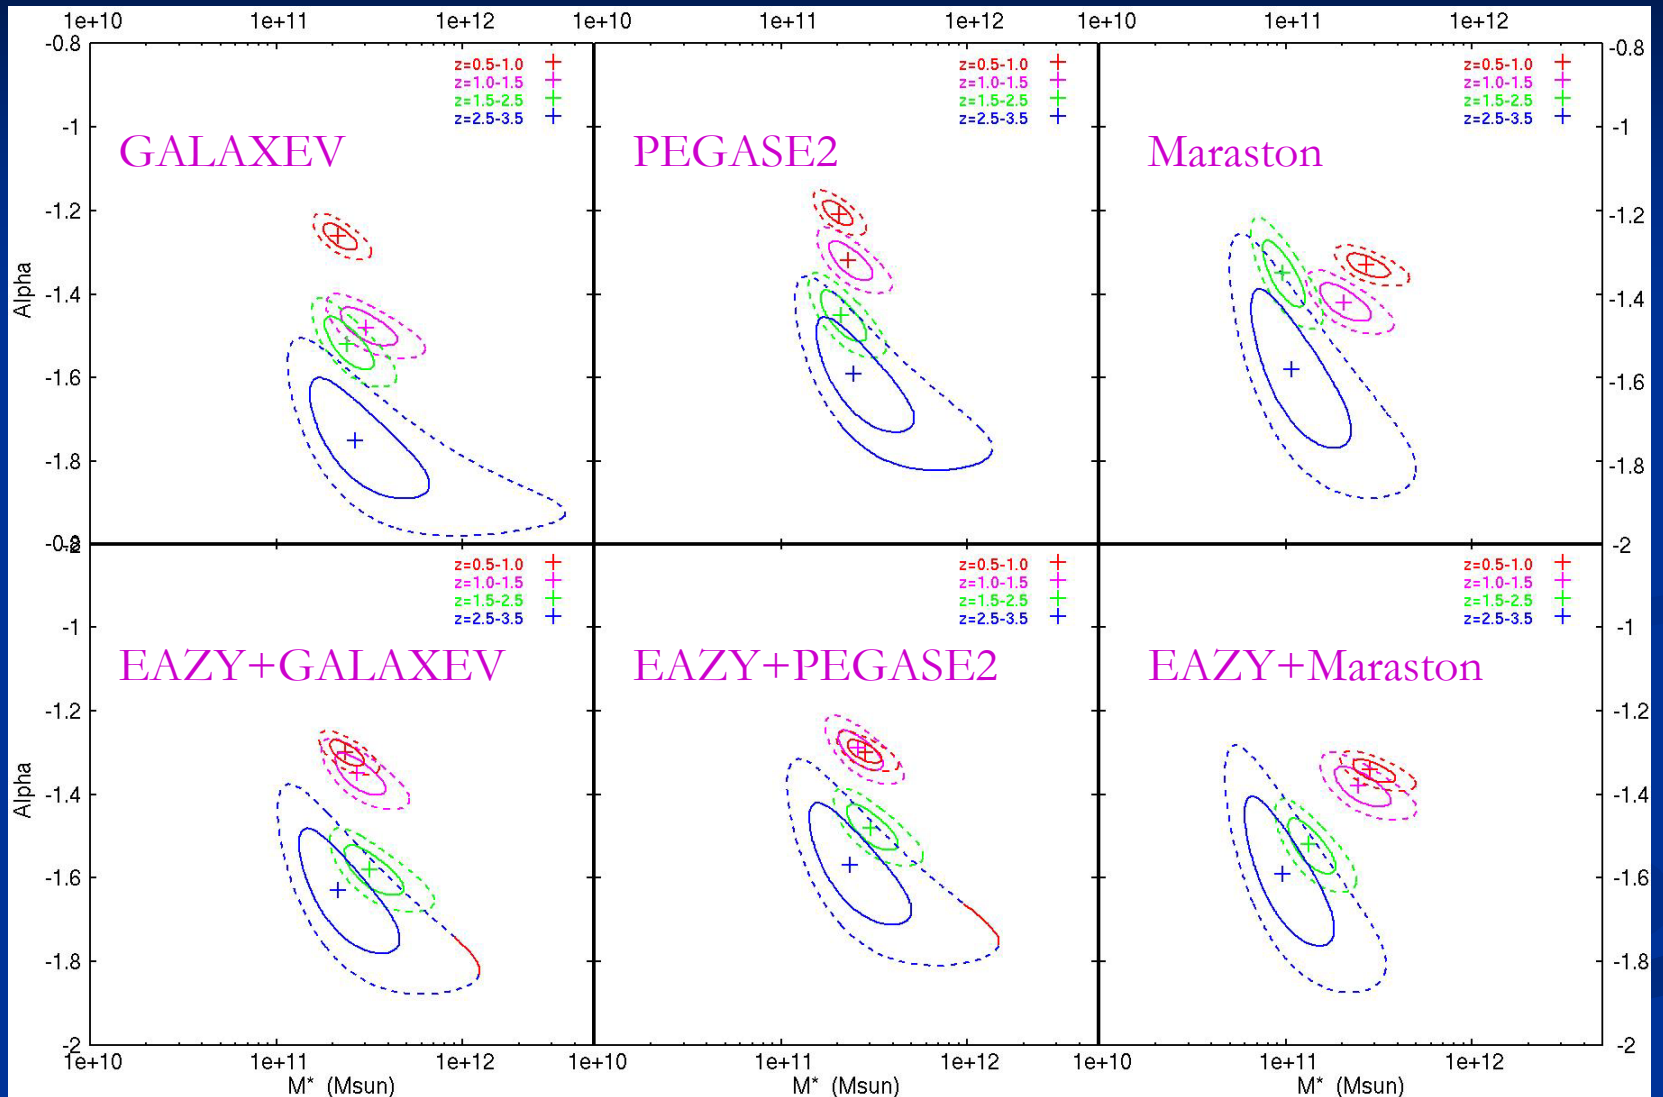 1e+10 1e+11 1e+12 1e+10 1e+11 1e+12 1e+10 1e+11 1e+12
-0.8 z=0.5-1.0 z=0.5-1.0 z=0.5-1.0 -0.8
z=1.0-1.5 z=1.0-1.5 z=1.0-1.5
z=1.5-2.5 z=1.5-2.5 z=1.5-2.5
z=2.5-3.5 z=2.5-3.5 z=2.5-3.5
-1 -1
GALAXEV PEGASE2 Maraston
-1.2 -1.2
Alpha
-1.4 -1.4
-1.6 -1.6
-1.8 -1.8
-2 -2
-0.8
z=0.5-1.0 z=0.5-1.0 z=0.5-1.0
z=1.0-1.5 z=1.0-1.5 z=1.0-1.5
z=1.5-2.5 z=1.5-2.5 z=1.5-2.5
z=2.5-3.5 z=2.5-3.5 z=2.5-3.5
-1 -1
EAZY+GALAXEV EAZY+PEGASE2 EAZY+Maraston
-1.2 -1.2
Alpha
-1.4 -1.4
-1.6 -1.6
-1.8 -1.8
-2 -2
1e+10 1e+11 1e+12 1e+10 1e+11 1e+12 1e+10 1e+11 1e+12
M* (Msun) M* (Msun) M* (Msun)